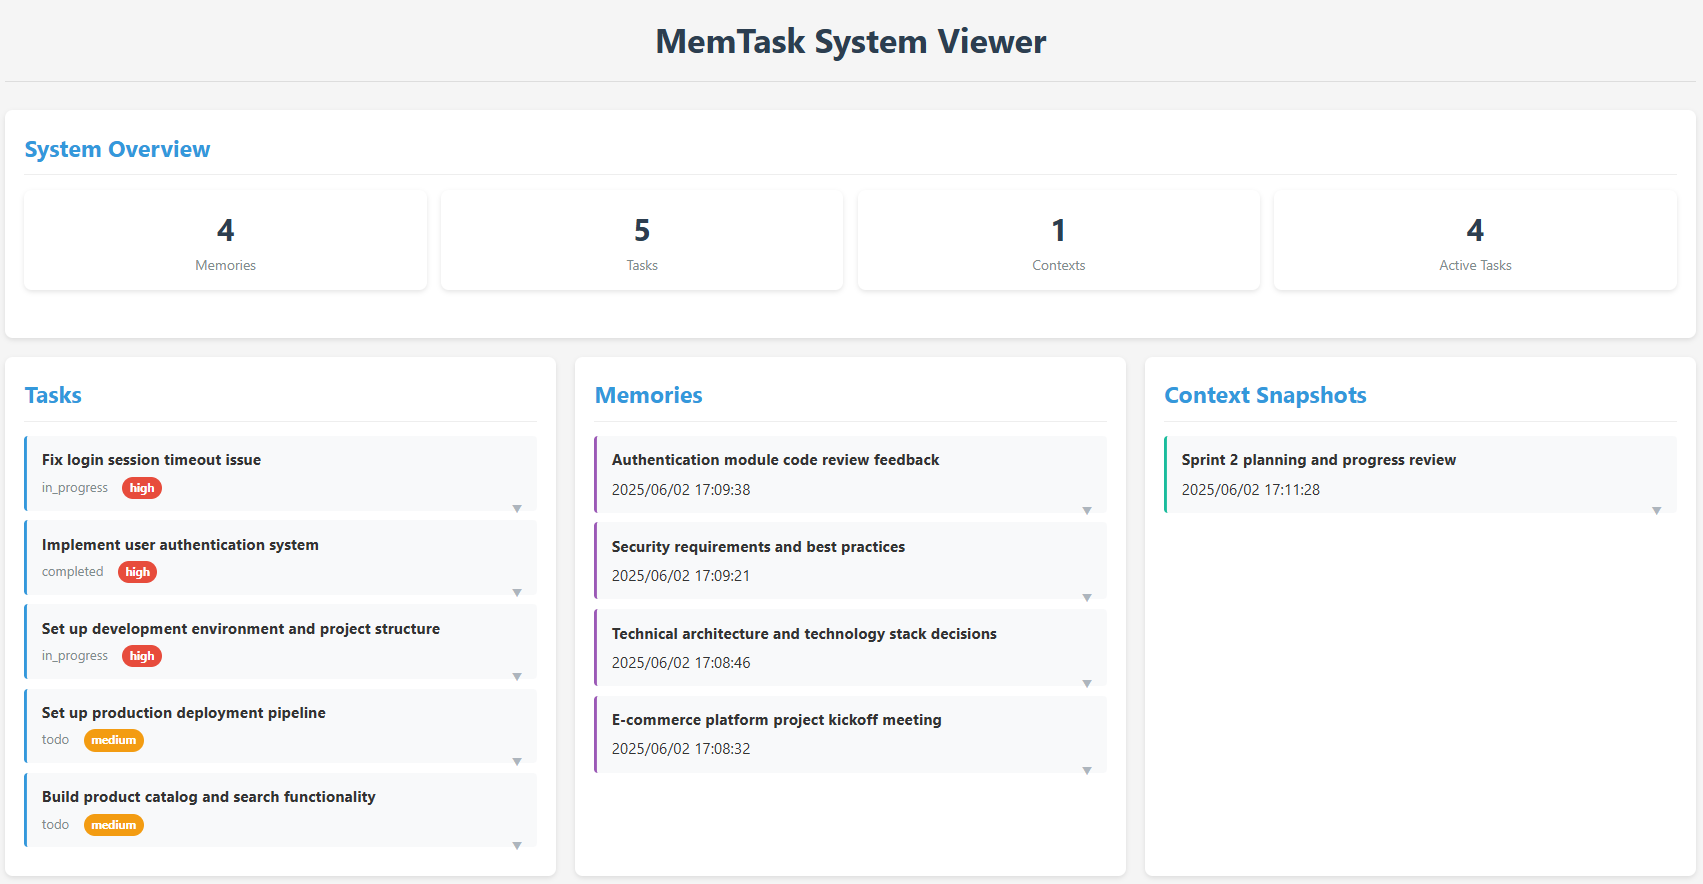 MemTask System Viewer
System Overview
4
Memories
5
Tasks
1
Contexts
4
Active Tasks
Tasks
Fix login session timeout issue
in_progress high
Implement user authentication system
completed high
Set up development environment and project structure
in_progress high
Set up production deployment pipeline
todo medium
Build product catalog and search functionality
todo medium
Memories
Authentication module code review feedback
2025/06/02 17:09:38
Security requirements and best practices
2025/06/02 17:09:21
Technical architecture and technology stack decisions
2025/06/02 17:08:46
E-commerce platform project kickoff meeting
2025/06/02 17:08:32
Context Snapshots
Sprint 2 planning and progress review
2025/06/02 17:11:28